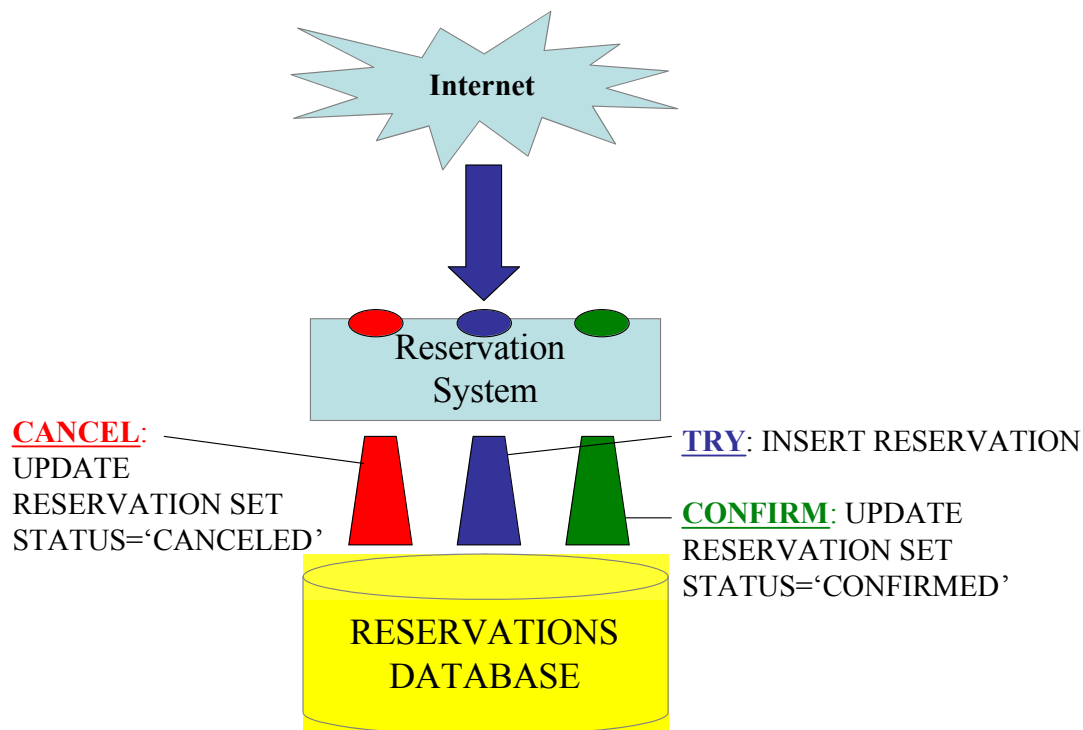 Internet
Reservation
System
CANCEL:
UPDATE
RESERVATION SET
STATUS=‘CANCELED’
TRY: INSERT RESERVATION
CONFIRM: UPDATE
RESERVATION SET
STATUS=‘CONFIRMED’
RESERVATIONS
DATABASE